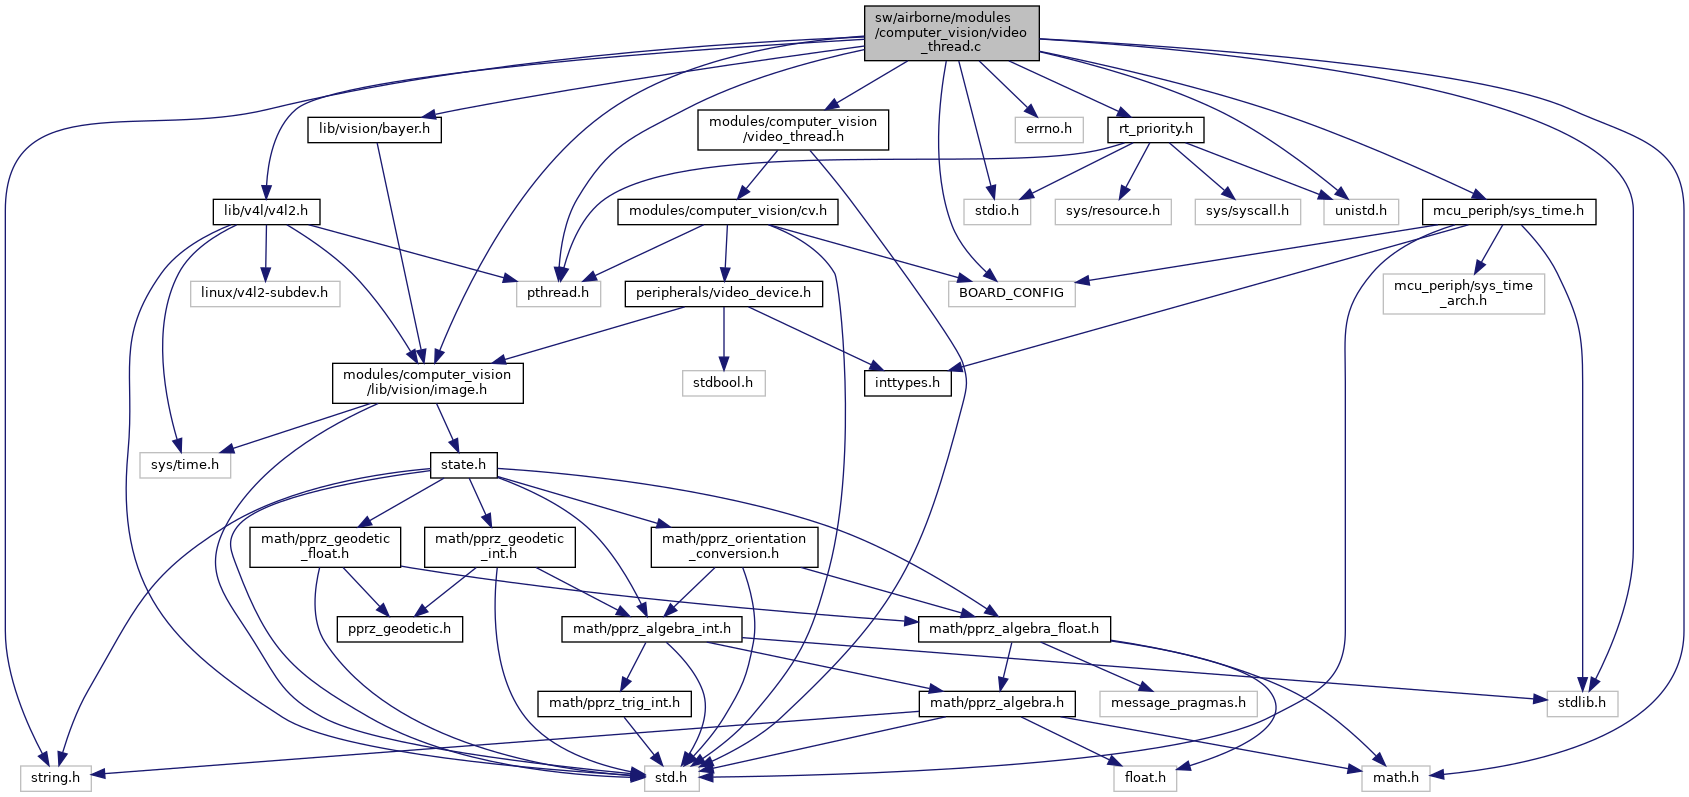 sw/airborne/modules
/computer_vision/video
_thread.c
lib/vision/bayer.h
modules/computer_vision
/video_thread.h
errno.h
rt_priority.h
lib/v4l/v4l2.h
modules/computer_vision/cv.h
stdio.h
sys/resource.h
sys/syscall.h
unistd.h
mcu_periph/sys_time.h
linux/v4l2-subdev.h
pthread.h
peripherals/video_device.h
BOARD_CONFIG
mcu_periph/sys_time
_arch.h
modules/computer_vision
/lib/vision/image.h
stdbool.h
inttypes.h
sys/time.h
state.h
math/pprz_geodetic
_float.h
math/pprz_geodetic
_int.h
math/pprz_orientation
_conversion.h
pprz_geodetic.h
math/pprz_algebra_int.h
math/pprz_algebra_float.h
math/pprz_trig_int.h
math/pprz_algebra.h
message_pragmas.h
stdlib.h
string.h
std.h
float.h
math.h